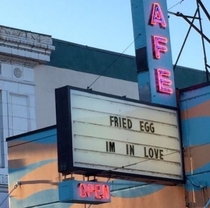 AFE
FRIED EGG
IM IN LOVE
OPEN